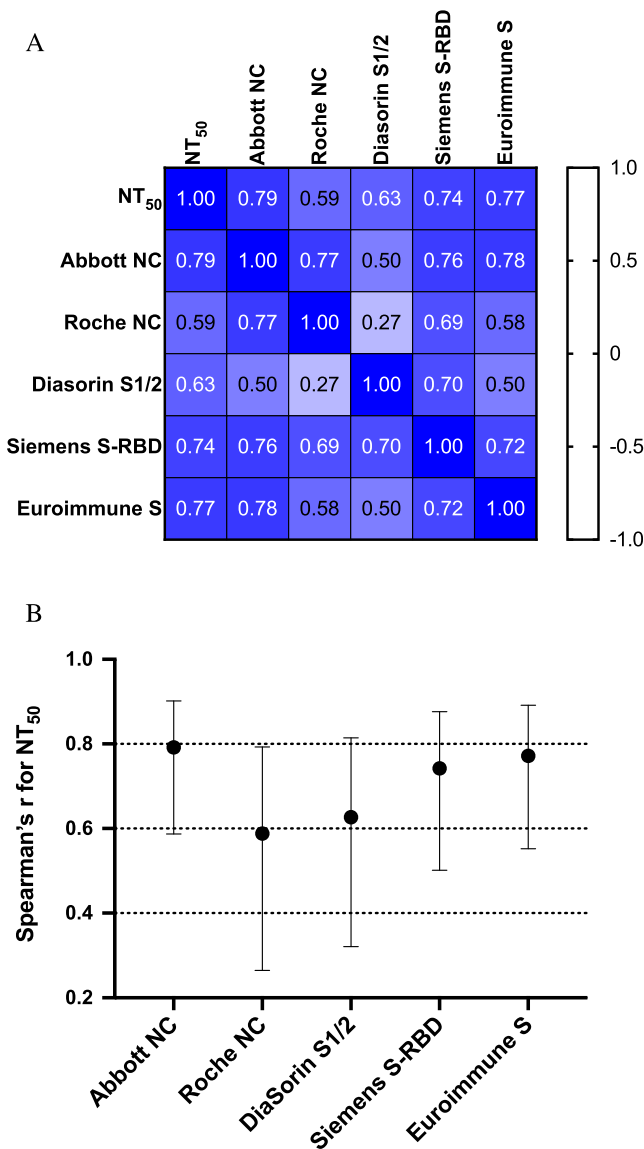 A
NT50 Abbott NC Roche NC Diasorin S1/2 Siemens S-RBD Euroimmune S
NT50 1.00 0.79 0.59 0.63 0.74 0.77
Abbott NC 0.79 1.00 0.77 0.50 0.76 0.78
Roche NC 0.59 0.77 1.00 0.27 0.69 0.58
Diasorin S1/2 0.63 0.50 0.27 1.00 0.70 0.50
Siemens S-RBD 0.74 0.76 0.69 0.70 1.00 0.72
Euroimmune S 0.77 0.78 0.58 0.50 0.72 1.00
1.0
0.5
0
-0.5
-1.0
B
Spearman's r for NT50
1.0
0.8
0.6
0.4
0.2
Abbott NC
Roche NC
DiaSorin S1/2
Siemens S-RBD
Euroimmune S